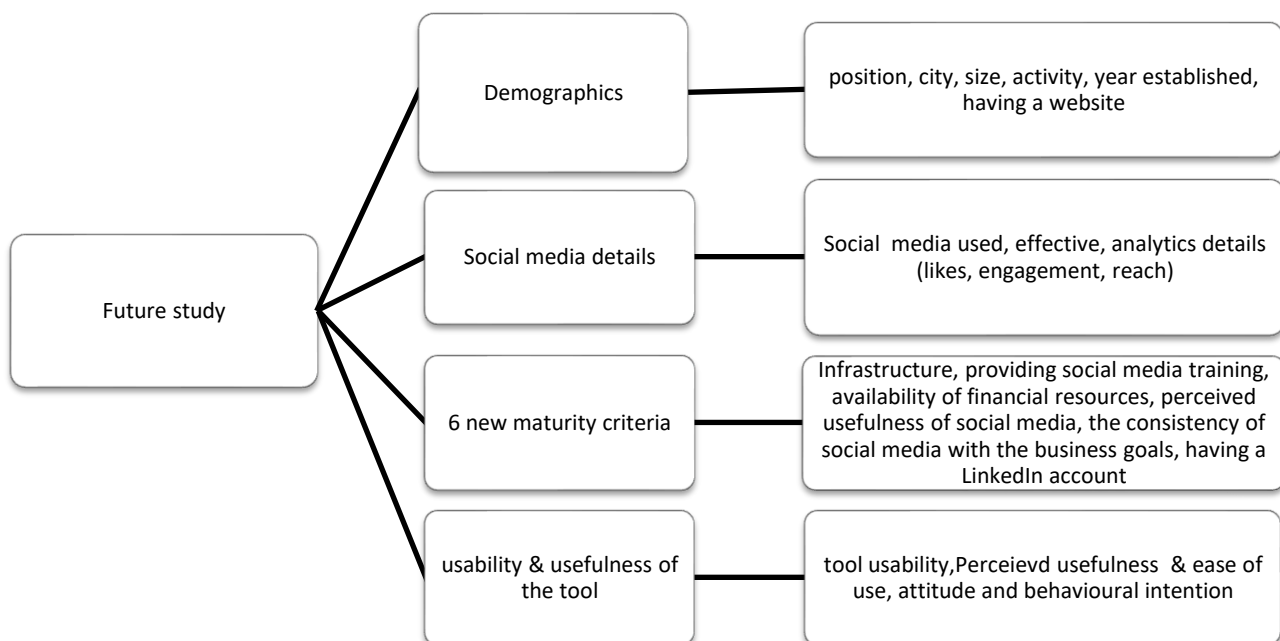 Future study
Demographics
position, city, size, activity, year established,
having a website
Social media details
Social  media used, effective, analytics details
(likes, engagement, reach)
6 new maturity criteria
Infrastructure, providing social media training,
availability of financial resources, perceived
usefulness of social media, the consistency of
social media with the business goals, having a
LinkedIn account
usability & usefulness of
the tool
tool usability,Perceievd usefulness  & ease of
use, attitude and behavioural intention